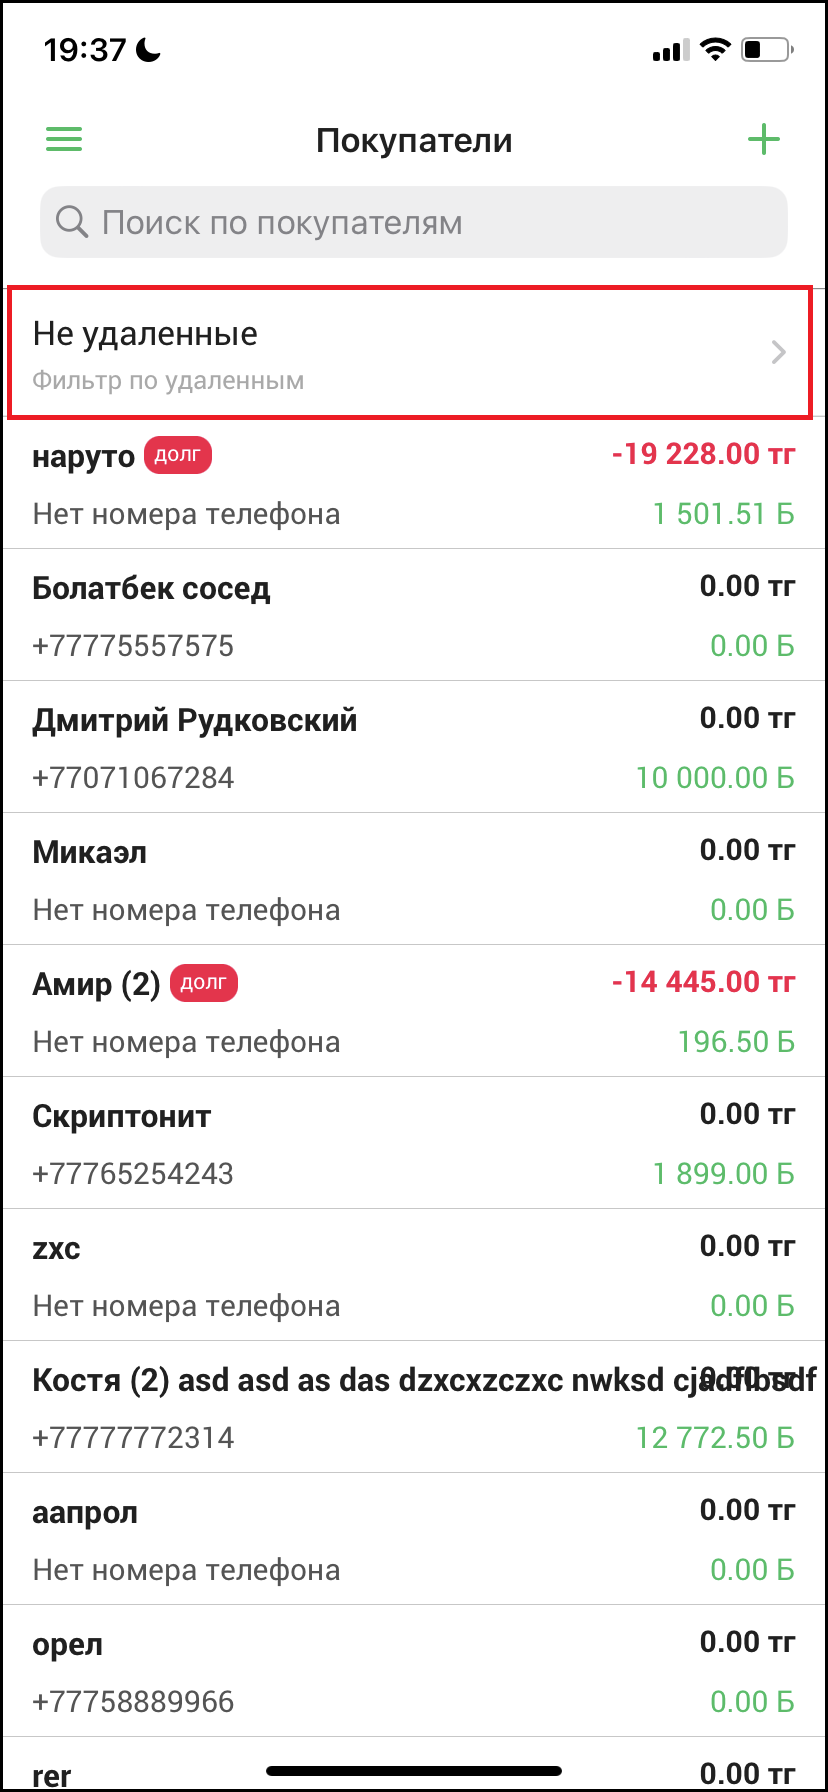 19:37
Покупатели
Поиск по покупателям
Не удаленные
Фильтр по удаленным
наруто долг -19 228.00 тг
Нет номера телефона 1 501.51 Б
Болатбек сосед 0.00 тг
+77775557575 0.00 Б
Дмитрий Рудковский 0.00 тг
+77071067284 10 000.00 Б
Микаэл 0.00 тг
Нет номера телефона 0.00 Б
Амир (2) долг -14 445.00 тг
Нет номера телефона 196.50 Б
Скриптонит 0.00 тг
+77765254243 1 899.00 Б
zxc 0.00 тг
Нет номера телефона 0.00 Б
Костя (2) asd asd as das dzxcxzczxc nwksd 0.00 тг
+77777772314 12 772.50 Б
аапрол 0.00 тг
Нет номера телефона 0.00 Б
орел 0.00 тг
+77758889966 0.00 Б
rer 0.00 тг